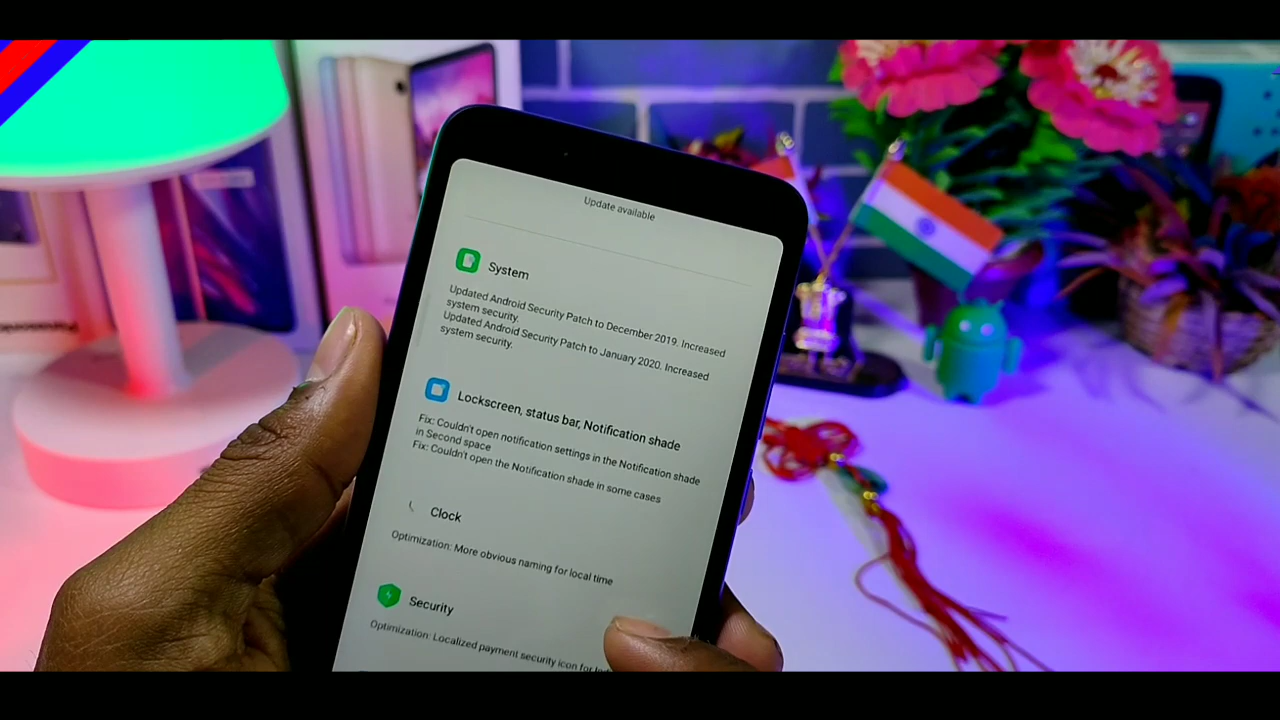 Update available
System
Updated Android Security Patch to December 2019. Increased
system security.
Updated Android Security Patch to January 2020. Increased
system security.
Lockscreen, status bar, Notification shade
Fix: Couldn't open notification settings in the Notification shade
in Second space
Fix: Couldn't open the Notification shade in some cases
Clock
Optimization: More obvious naming for local time
Security
Optimization: Localized payment security icon for